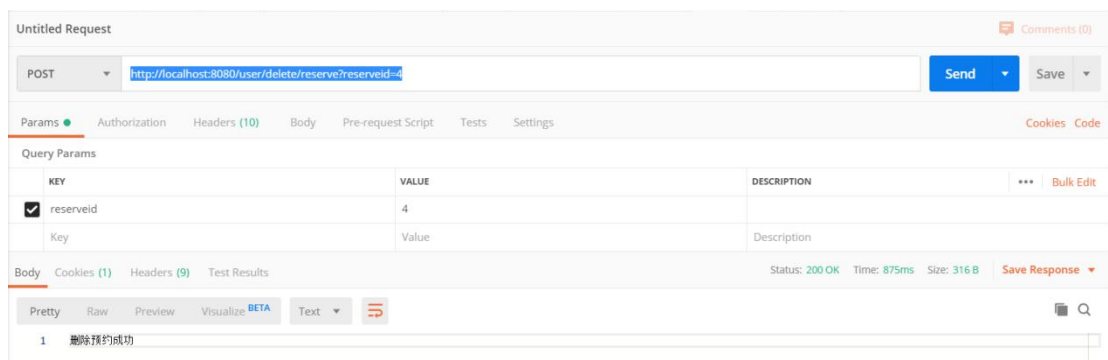 Untitled Request
Comments (0)
POST
http://localhost:8080/user/delete/reserve?reserveid=4
Send
Save
Params
Authorization
Headers (10)
Body
Pre-request Script
Tests
Settings
Cookies
Code
Query Params
KEY
VALUE
DESCRIPTION
Bulk Edit
reserveid
4
Key
Value
Description
Body
Cookies (1)
Headers (9)
Test Results
Status: 200 OK
Time: 875ms
Size: 316 B
Save Response
Pretty
Raw
Preview
Visualize BETA
Text
1
删除预约成功